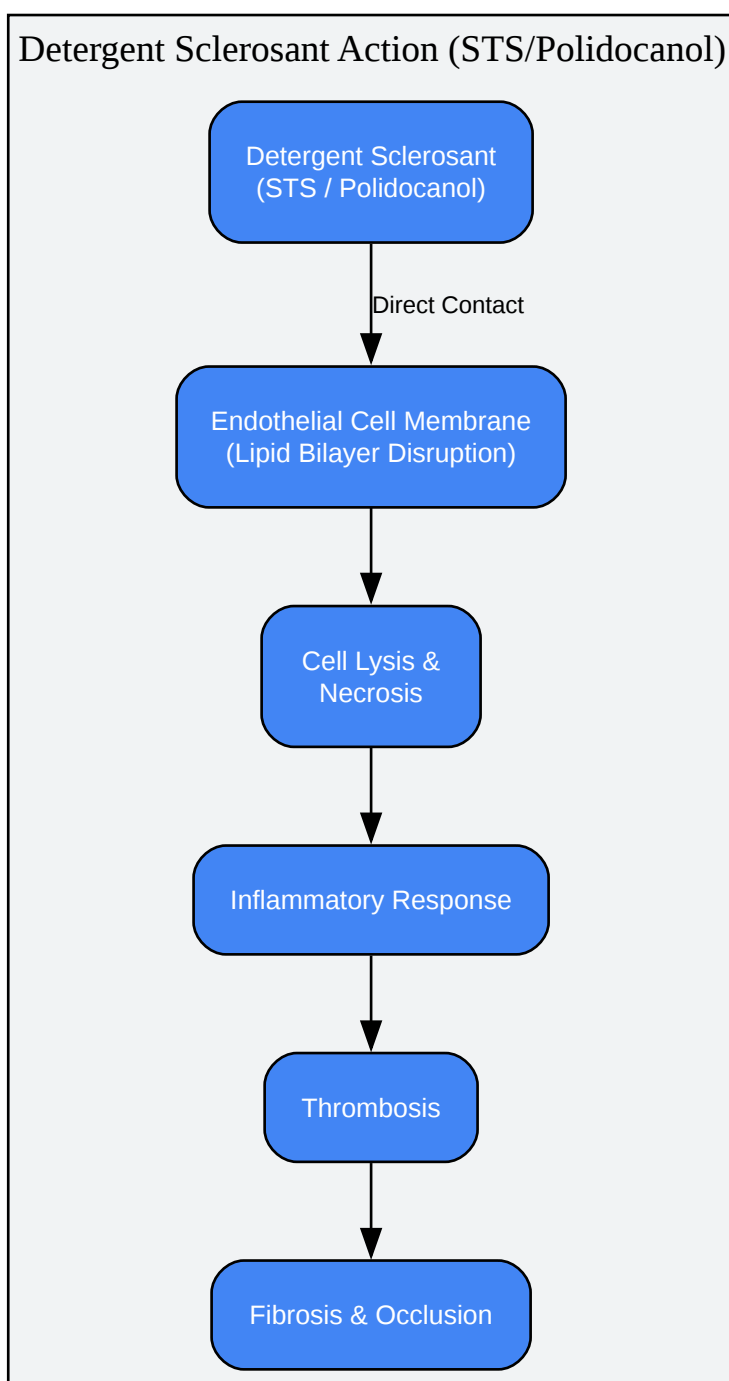 Detergent Sclerosant Action (STS/Polidocanol)
Detergent Sclerosant
(STS / Polidocanol)
Direct Contact
Endothelial Cell Membrane
(Lipid Bilayer Disruption)
Cell Lysis &
Necrosis
Inflammatory Response
Thrombosis
Fibrosis & Occlusion